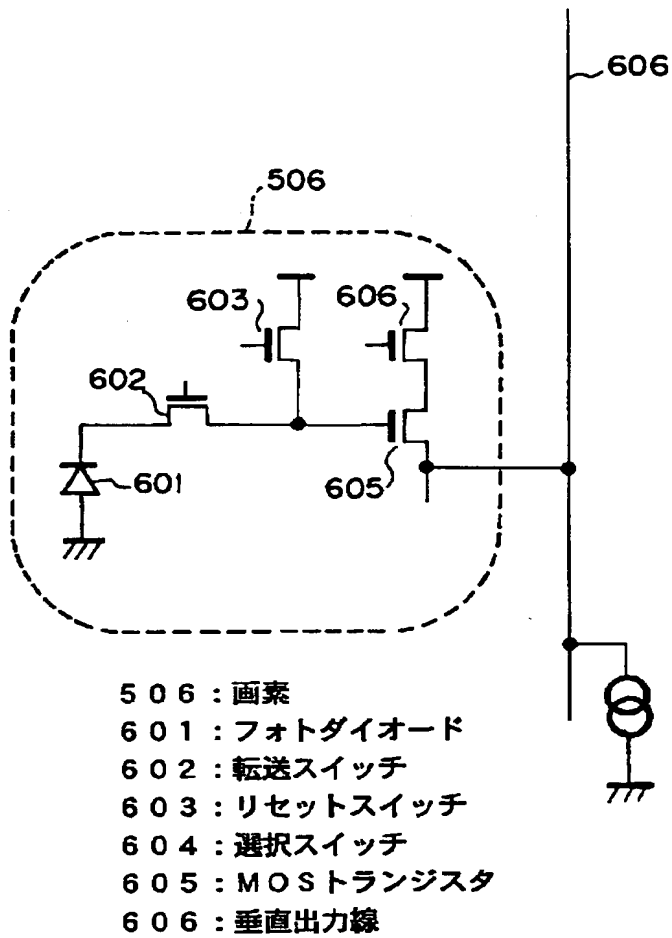 606
506
603
606
602
601
605
506：画素
601：フォトダイオード
602：転送スイッチ
603：リセットスイッチ
604：選択スイッチ
605：MOSトランジスタ
606：垂直出力線